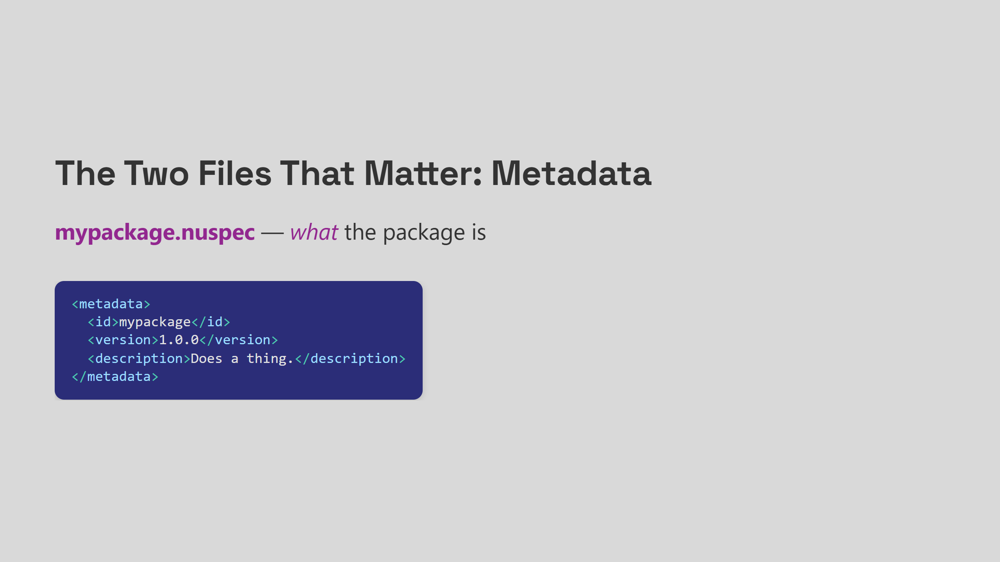 The Two Files That Matter: Metadata
mypackage.nuspec — what the package is
<metadata>
  <id>mypackage</id>
  <version>1.0.0</version>
  <description>Does a thing.</description>
</metadata>